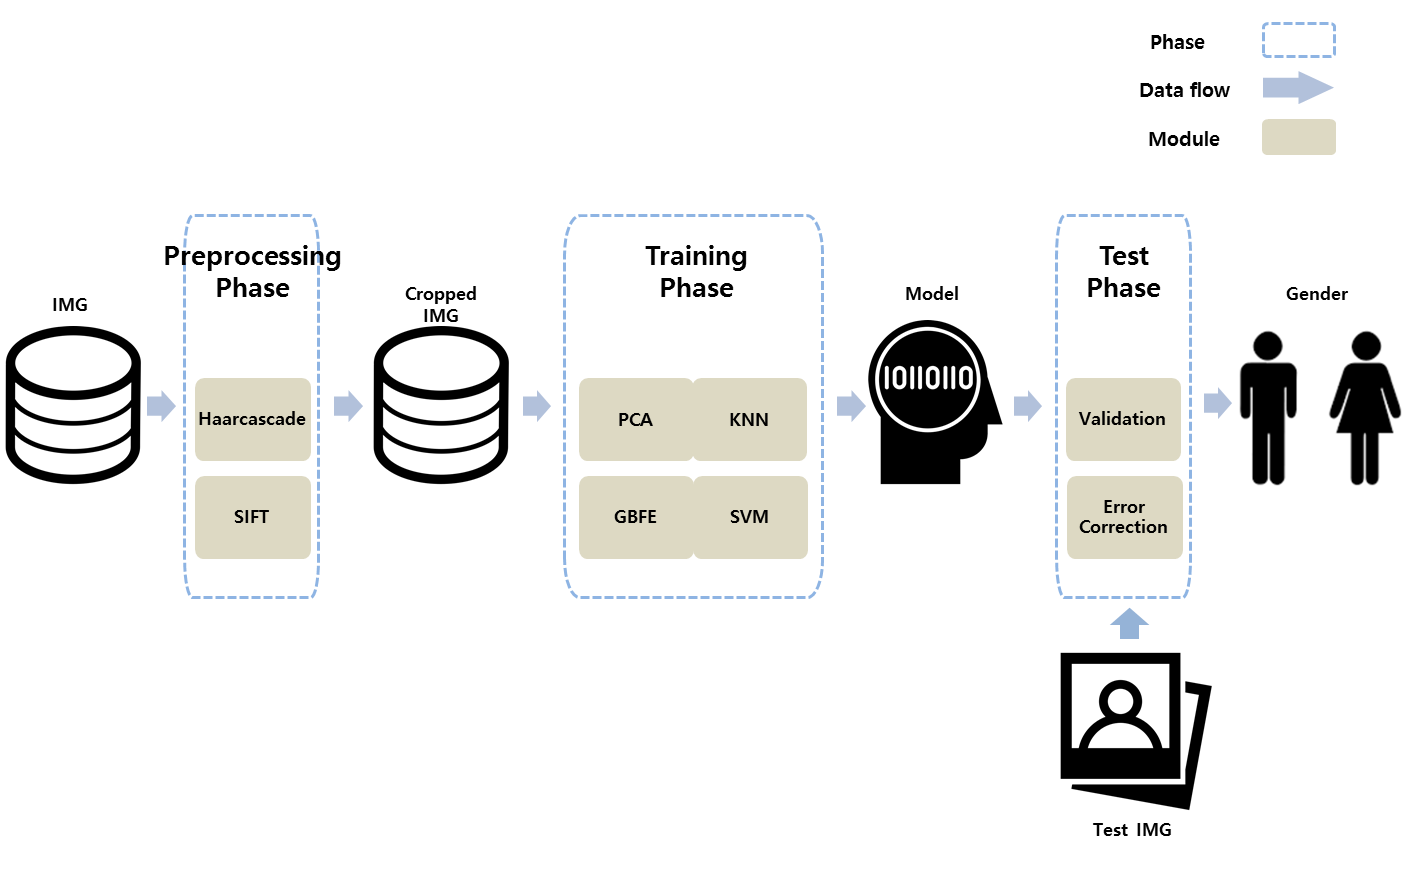 Phase
Data flow
Module
IMG
Preprocessing
Phase
Haarcascade
SIFT
Cropped
IMG
Training
Phase
PCA
KNN
GBFE
SVM
Model
10110110
Test
Phase
Validation
Error
Correction
Gender
Test IMG